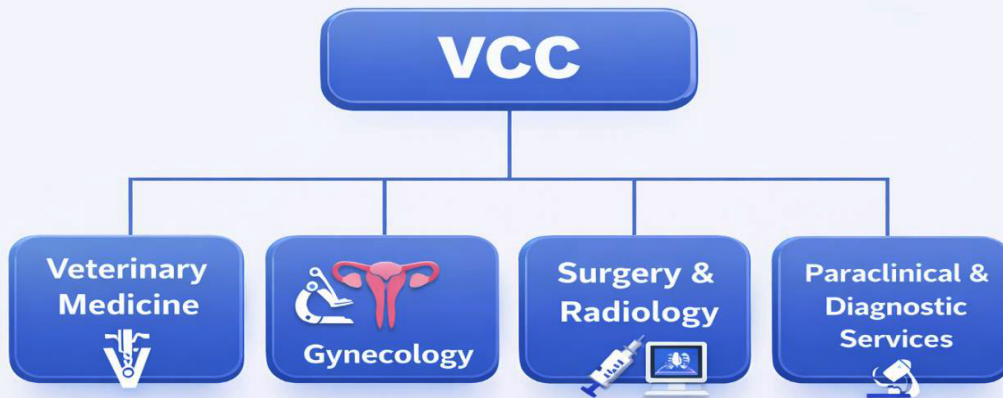 VCC
Veterinary
Medicine
Gynecology
Surgery &
Radiology
Paraclinical &
Diagnostic
Services